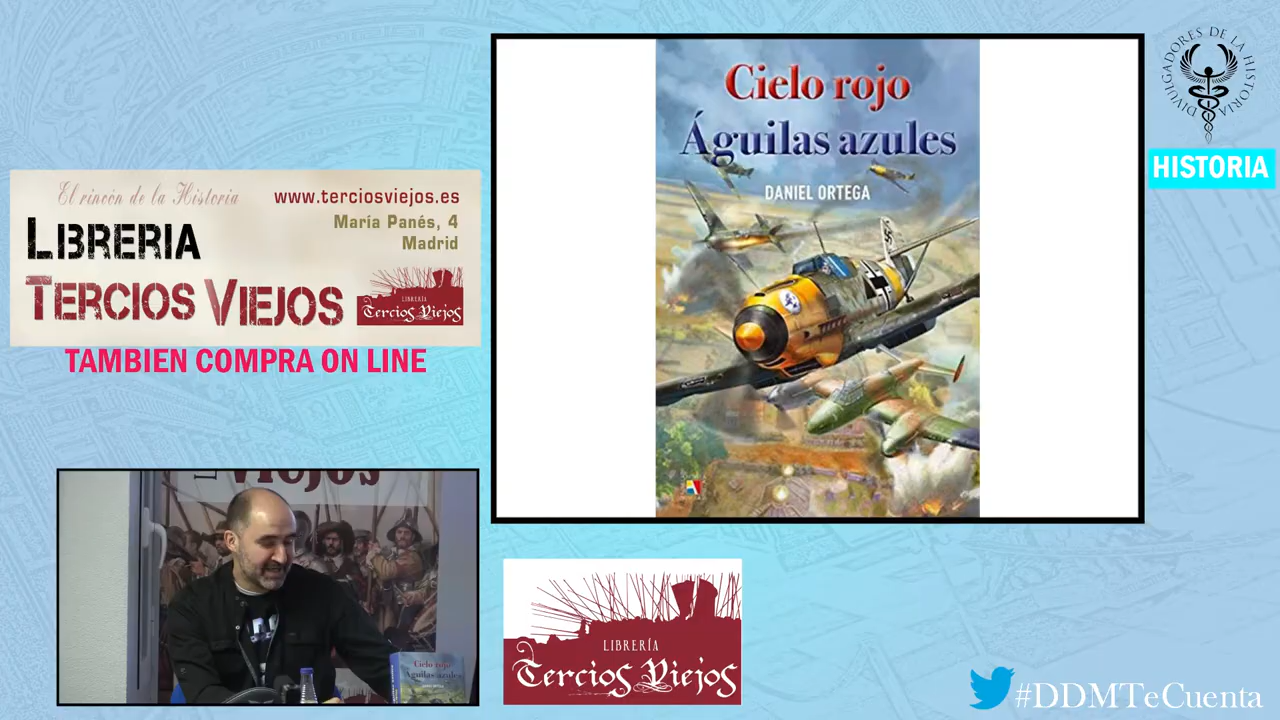 El rincón de la Historia
www.terciosviejos.es
María Panés, 4
Madrid
LIBRERIA
TERCIOS VIEJOS
LIBRERÍA
Tercios Viejos
TAMBIEN COMPRA ON LINE
Cielo rojo
Águilas azules
DANIEL ORTEGA
DIVULGADORES DE LA HISTORIA
HISTORIA
Viejos
Cielo rojo
Águilas azules
LIBRERÍA
Tercios Viejos
#DDMTeCuenta